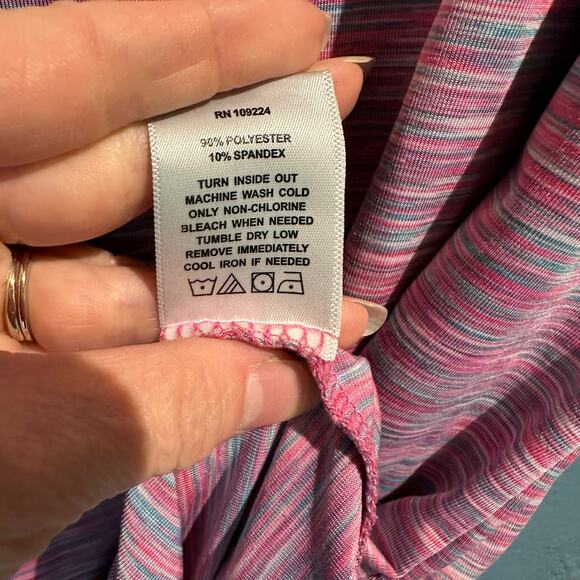 RN 109224
90% POLYESTER
10% SPANDEX
TURN INSIDE OUT
MACHINE WASH COLD
ONLY NON-CHLORINE
BLEACH WHEN NEEDED
TUMBLE DRY LOW
REMOVE IMMEDIATELY
COOL IRON IF NEEDED